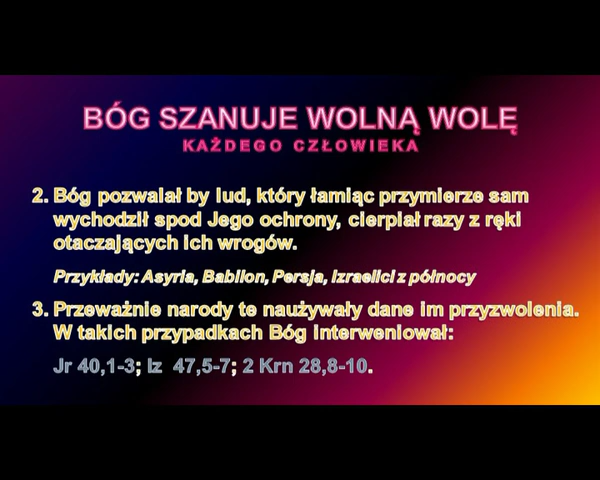 BÓG SZANUJE WOLNĄ WOLĘ
KAŻDEGO CZŁOWIEKA
2. Bóg pozwalał by lud, który łamiąc przymierze sam
wychodził spod Jego ochrony, cierpiał razy z ręki
otaczających ich wrogów.
Przykłady: Asyria, Babilon, Persja, Izraelici z północy
3. Przeważnie narody te naużywały dane im przyzwolenia.
W takich przypadkach Bóg interweniował:
Jr 40,1-3; Iz 47,5-7; 2 Krn 28,8-10.